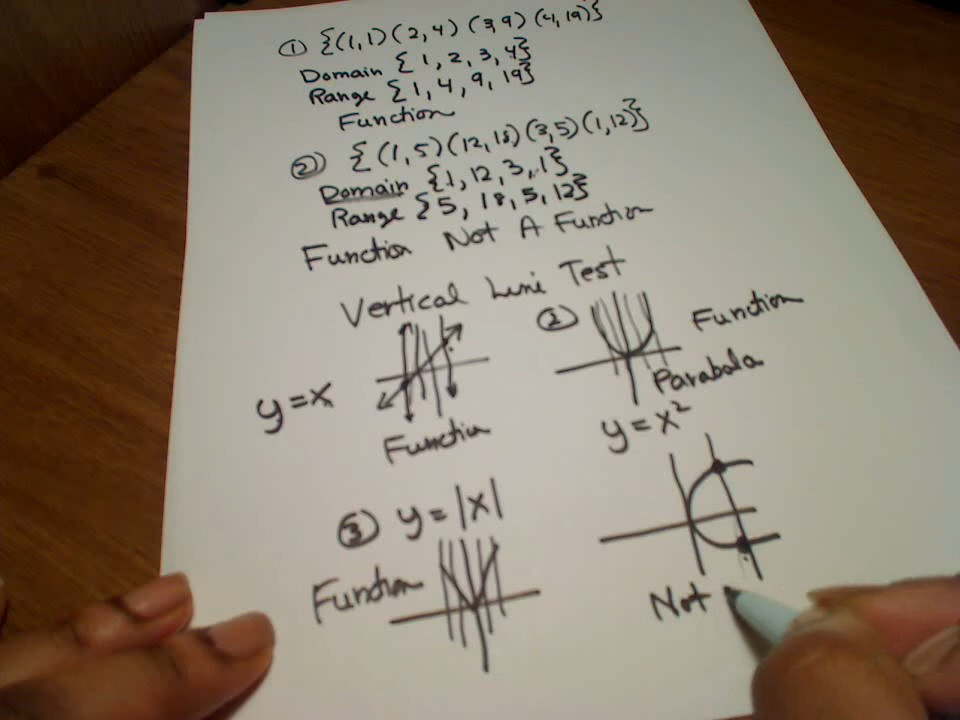 ① {(1,1)(2,4)(3,9)(4,19)}
Domain {1, 2, 3, 4}
Range {1, 4, 9, 19}
Function
② {(1,5)(12,18)(3,5)(1,12)}
Domain {1, 12, 3, 1}
Range {5, 18, 5, 12}
Function Not A Function
Vertical Line Test
y=x
Function
②
Function
Parabola
y=x²
③ y=|x|
Function
Not